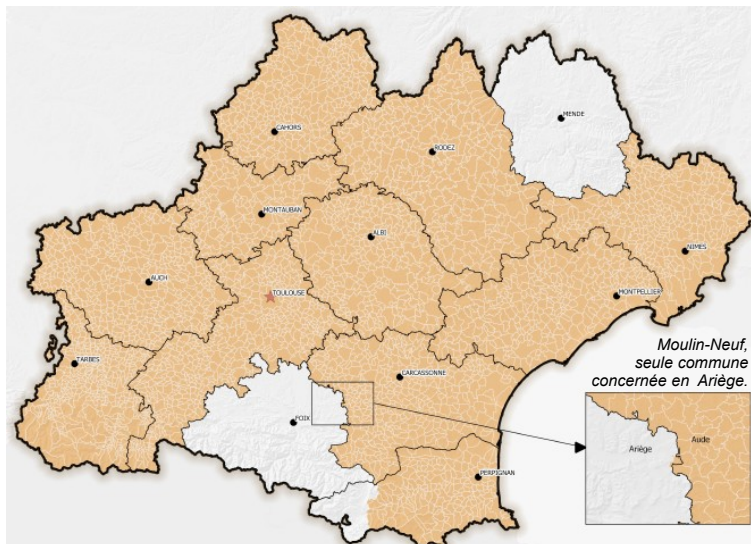 MENDE
CAHORS
RODEZ
MONTAUBAN
ALBI
NIMES
AUCH
TOULOUSE
MONTPELLIER
Moulin-Neuf,
seule commune
concernée en Ariège.
TARBES
CARCASSONNE
FOIX
Aude
Ariège
PERPIGNAN